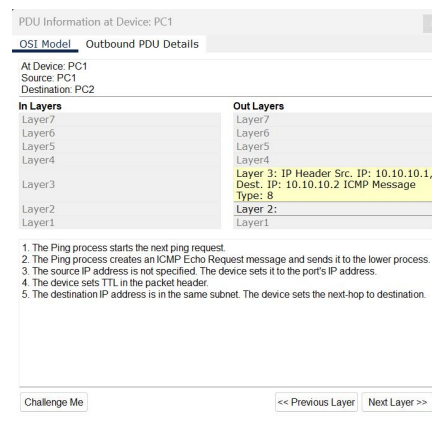 PDU Information at Device: PC1
OSI Model Outbound PDU Details
At Device: PC1
Source: PC1
Destination: PC2
In Layers Out Layers
Layer7 Layer7
Layer6 Layer6
Layer5 Layer5
Layer4 Layer4
Layer3 Layer 3: IP Header Src. IP: 10.10.10.1,
Dest. IP: 10.10.10.2 ICMP Message
Type: 8
Layer2 Layer 2:
Layer1 Layer1
1. The Ping process starts the next ping request.
2. The Ping process creates an ICMP Echo Request message and sends it to the lower process.
3. The source IP address is not specified. The device sets it to the port's IP address.
4. The device sets TTL in the packet header.
5. The destination IP address is in the same subnet. The device sets the next-hop to destination.
Challenge Me << Previous Layer Next Layer >>